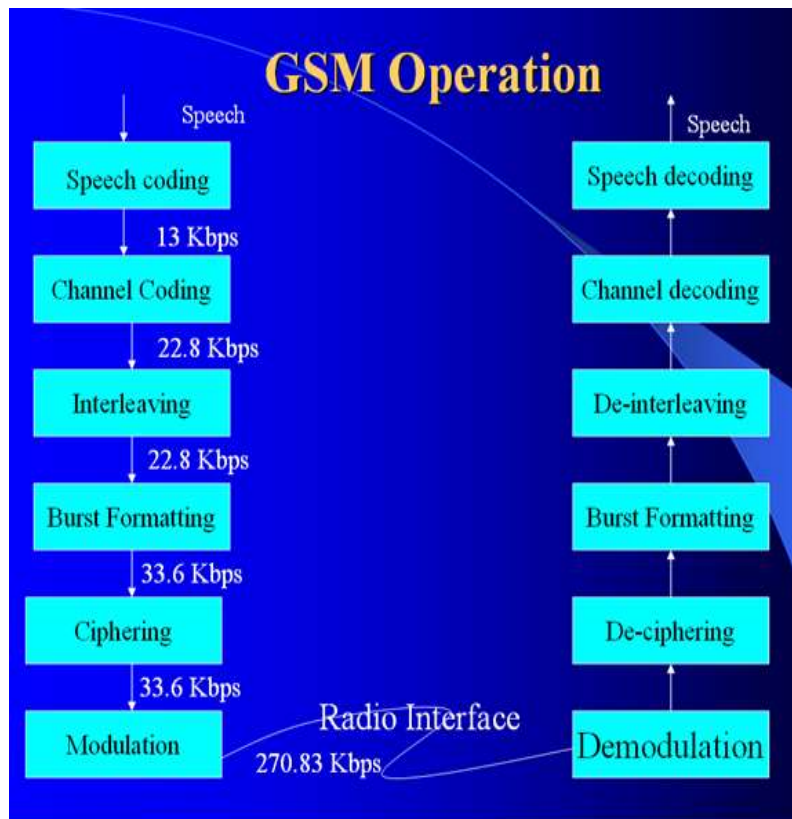 GSM Operation
Speech
Speech coding
13 Kbps
Channel Coding
22.8 Kbps
Interleaving
22.8 Kbps
Burst Formatting
33.6 Kbps
Ciphering
33.6 Kbps
Modulation
Radio Interface
270.83 Kbps
Speech
Speech decoding
Channel decoding
De-interleaving
Burst Formatting
De-ciphering
Demodulation